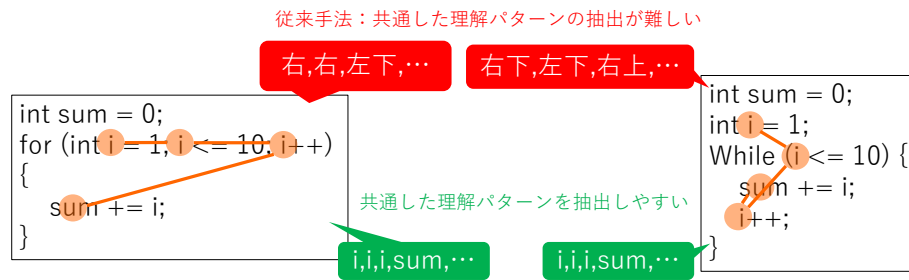 従来手法：共通した理解パターンの抽出が難しい
右,右,左下,…
右下,左下,右上,…
int sum = 0;
for (int i = 1; i <= 10; i++)
{
sum += i;
}
int sum = 0;
int i = 1;
While (i <= 10) {
sum += i;
i++;
}
共通した理解パターンを抽出しやすい
i,i,i,sum,…
i,i,i,sum,…